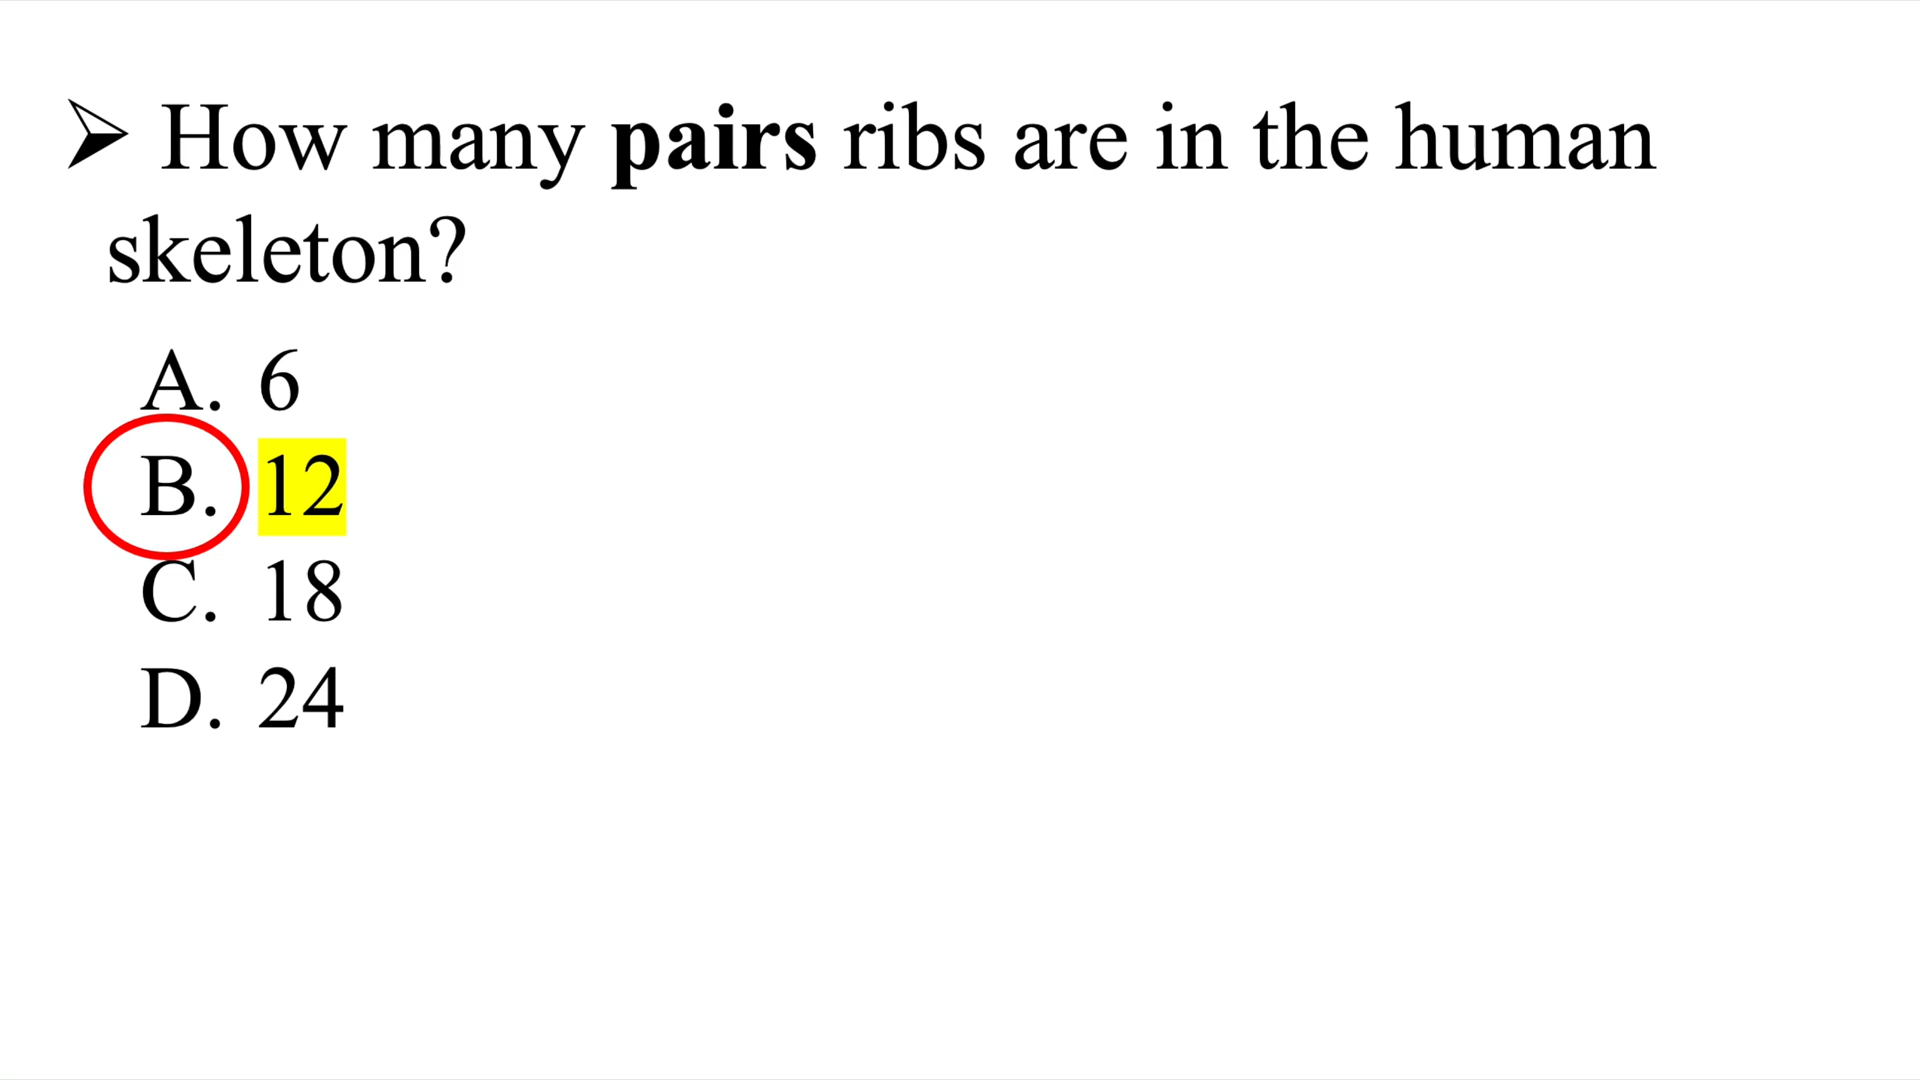 ➢ How many pairs ribs are in the human
skeleton?
A. 6
B. 12
C. 18
D. 24